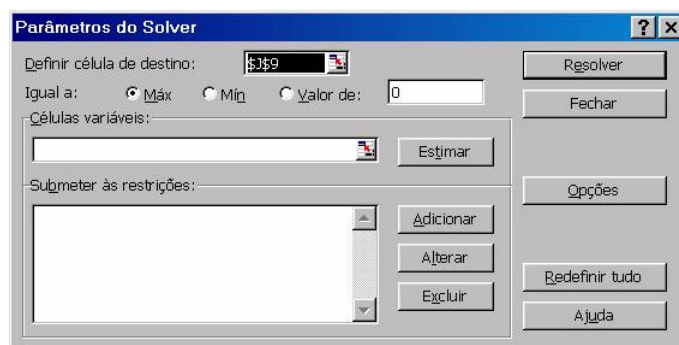 Parâmetros do Solver
Definir célula de destino: $J$9
Resolver
Igual a: Máx Mín Valor de: 0
Fechar
Células variáveis:
Estimar
Submeter às restrições:
Opções
Adicionar
Alterar
Redefinir tudo
Excluir
Ajuda